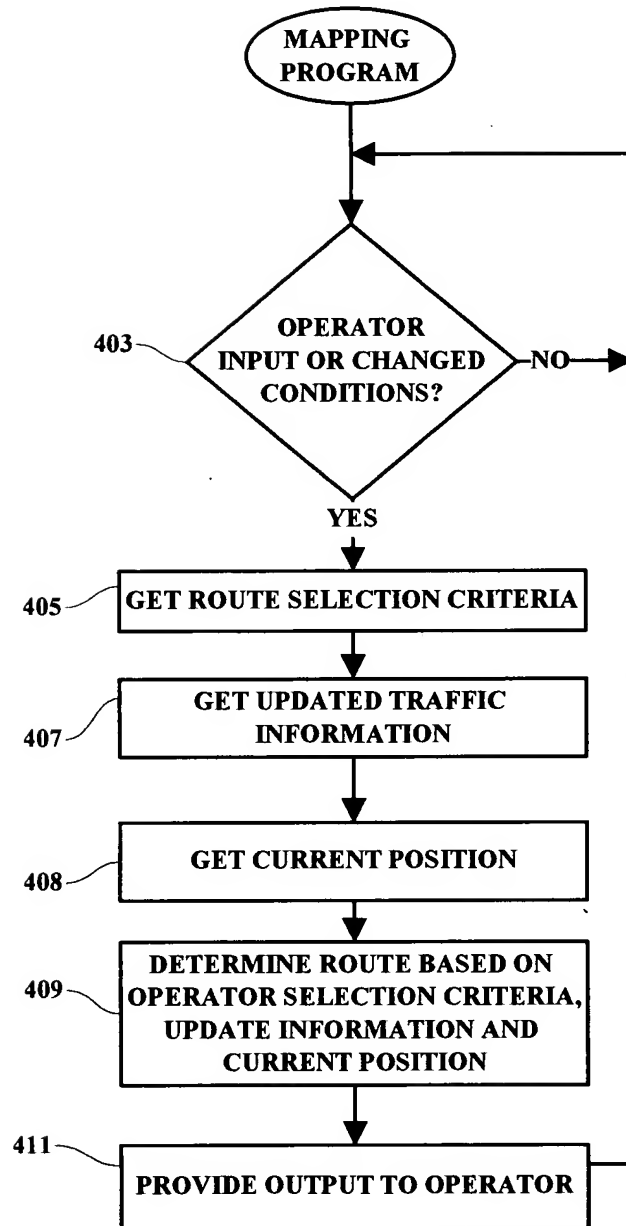 MAPPING
PROGRAM
403
OPERATOR
INPUT OR CHANGED
CONDITIONS?
NO
YES
405
GET ROUTE SELECTION CRITERIA
407
GET UPDATED TRAFFIC
INFORMATION
408
GET CURRENT POSITION
409
DETERMINE ROUTE BASED ON
OPERATOR SELECTION CRITERIA,
UPDATE INFORMATION AND
CURRENT POSITION
411
PROVIDE OUTPUT TO OPERATOR